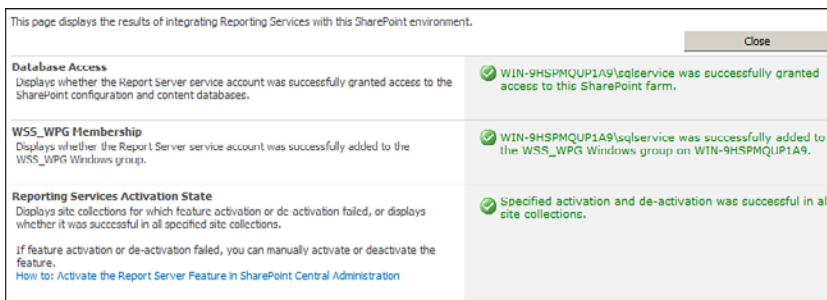 This page displays the results of integrating Reporting Services with this SharePoint environment.
Close
Database Access
Displays whether the Report Server service account was successfully granted access to the
SharePoint configuration and content databases.
WIN-9HSPMQUP1A9\sqlservice was successfully granted
access to this SharePoint farm.
WSS_WPG Membership
Displays whether the Report Server service account was successfully added to the
WSS_WPG Windows group.
WIN-9HSPMQUP1A9\sqlservice was successfully added to
the WSS_WPG Windows group on WIN-9HSPMQUP1A9.
Reporting Services Activation State
Displays site collections for which feature activation or de-activation failed, or displays
whether it was successful in all specified site collections.
If feature activation or de-activation failed, you can manually activate or deactivate the
feature.
How to: Activate the Report Server Feature in SharePoint Central Administration
Specified activation and de-activation was successful in al
site collections.